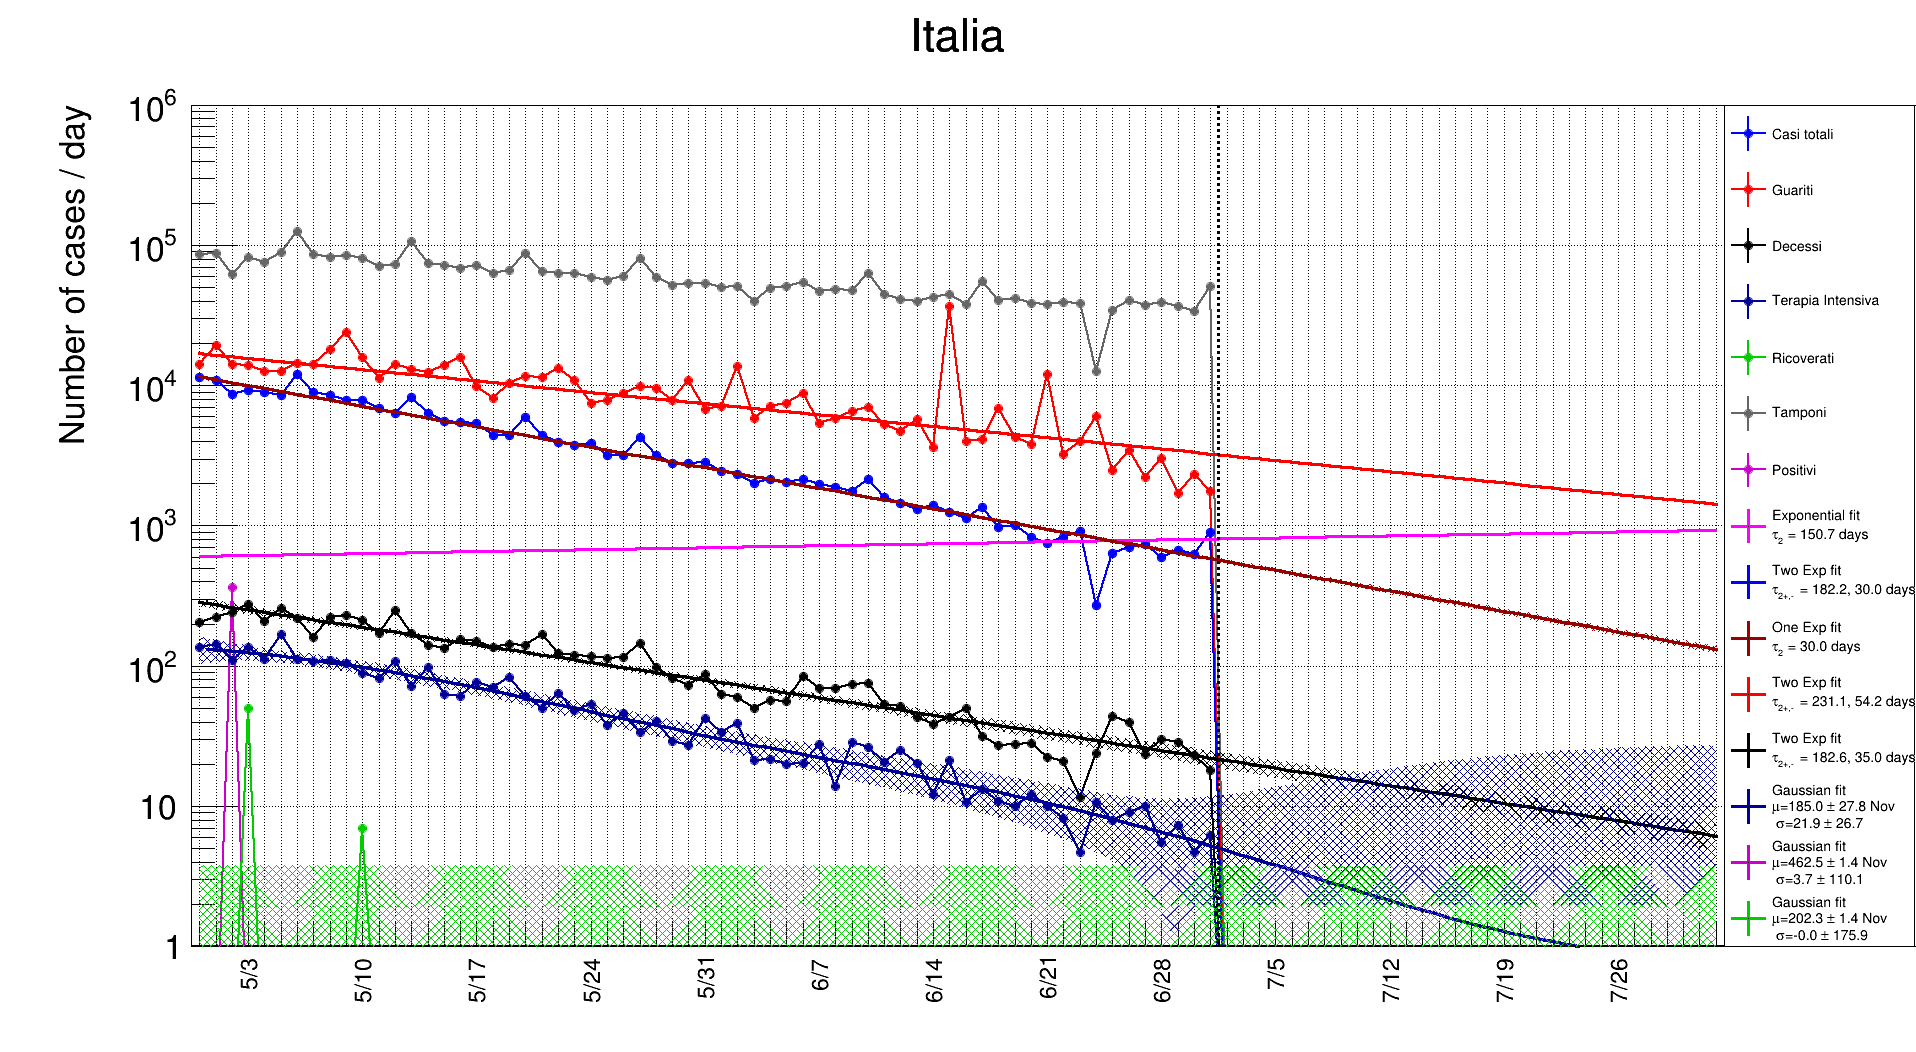 Italia
Number of cases / day
10^6
10^5
10^4
10^3
10^2
10
1
5/3
5/10
5/17
5/24
5/31
6/7
6/14
6/21
6/28
7/5
7/12
7/19
7/26
Casi totali
Guariti
Decessi
Terapia Intensiva
Ricoverati
Tamponi
Positivi
Exponential fit
τ2 = 150.7 days
Two Exp fit
τ2+,- = 182.2, 30.0 days
One Exp fit
τ2 = 30.0 days
Two Exp fit
τ2+,- = 231.1, 54.2 days
Two Exp fit
τ2+,- = 182.6, 35.0 days
Gaussian fit
μ=185.0 ± 27.8 Nov
σ=21.9 ± 26.7
Gaussian fit
μ=462.5 ± 1.4 Nov
σ=3.7 ± 110.1
Gaussian fit
μ=202.3 ± 1.4 Nov
σ=-0.0 ± 175.9